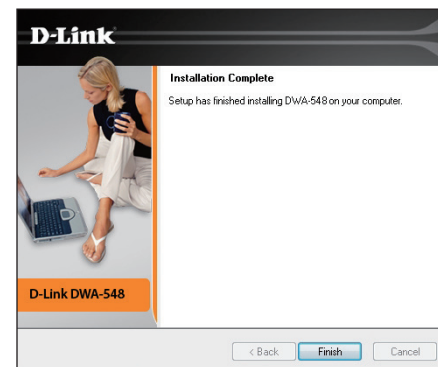 D-Link
Installation Complete
Setup has finished installing DWA-548 on your computer.
D-Link DWA-548
< Back
Finish
Cancel